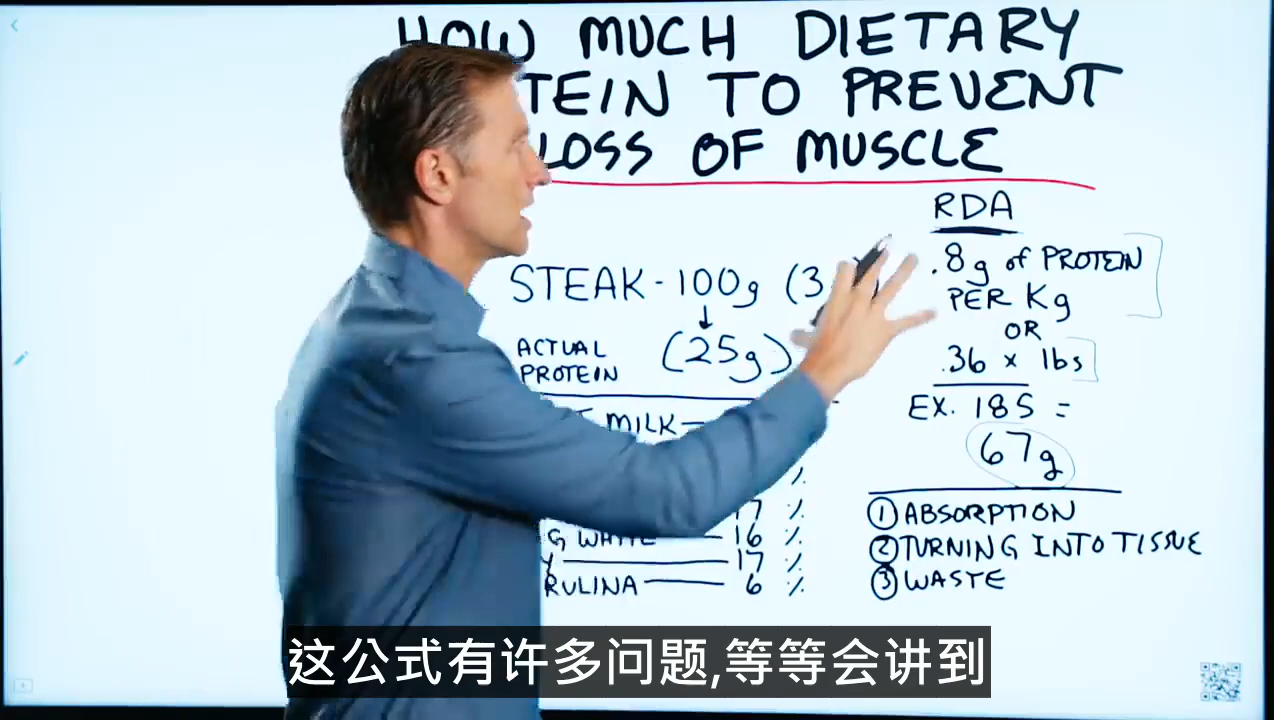 HOW MUCH DIETARY
TEIN TO PREVENT
LOSS OF MUSCLE
RDA
.8g of PROTEIN
PER Kg
OR
.36 x lbs
EX. 185 =
67g
STEAK - 100g (3
ACTUAL
PROTEIN
(25g)
MILK
%
17 %
G WHITE 16 %
Y 17 %
RULINA 6 %
① ABSORPTION
② TURNING INTO TISSUE
③ WASTE
这公式有许多问题,等等会讲到